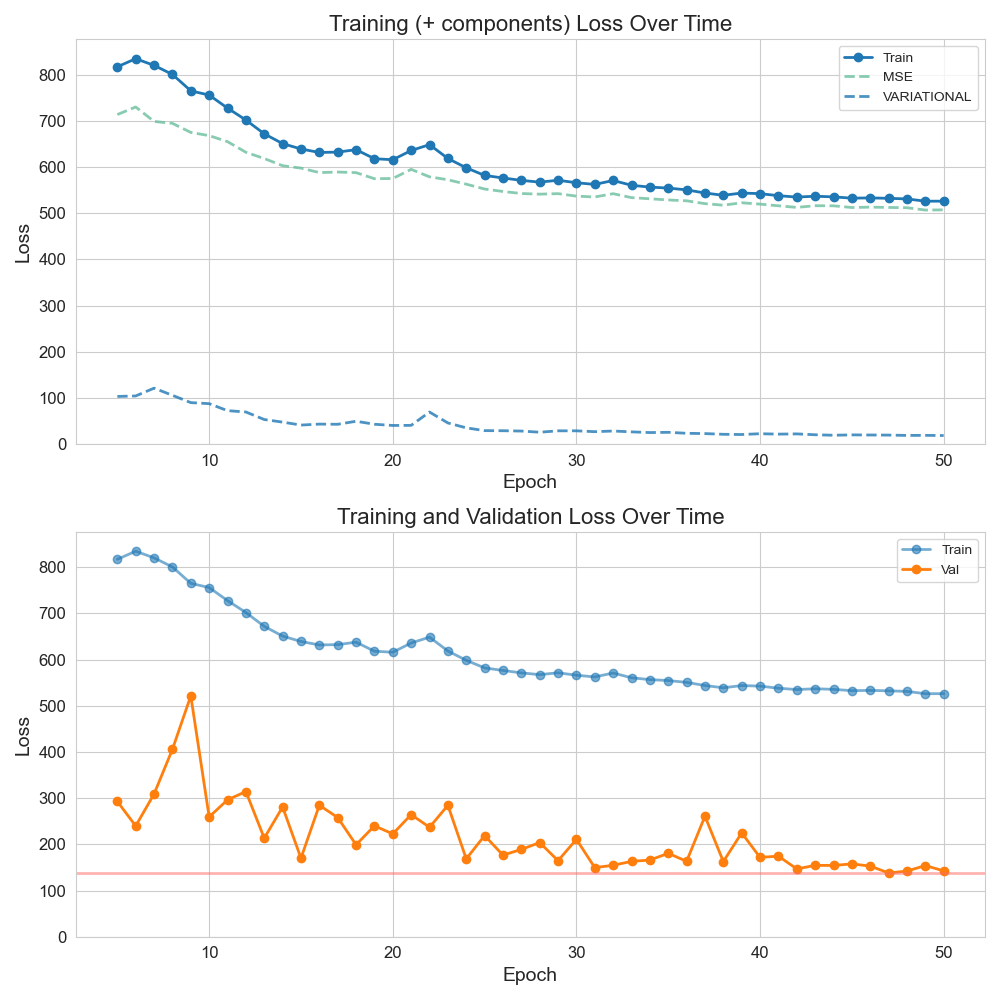 Training (+ components) Loss Over Time
Train
MSE
VARIATIONAL
800
700
600
500
400
300
200
100
0
Loss
10 20 30 40 50
Epoch
Training and Validation Loss Over Time
Train
Val
800
700
600
500
400
300
200
100
0
Loss
10 20 30 40 50
Epoch